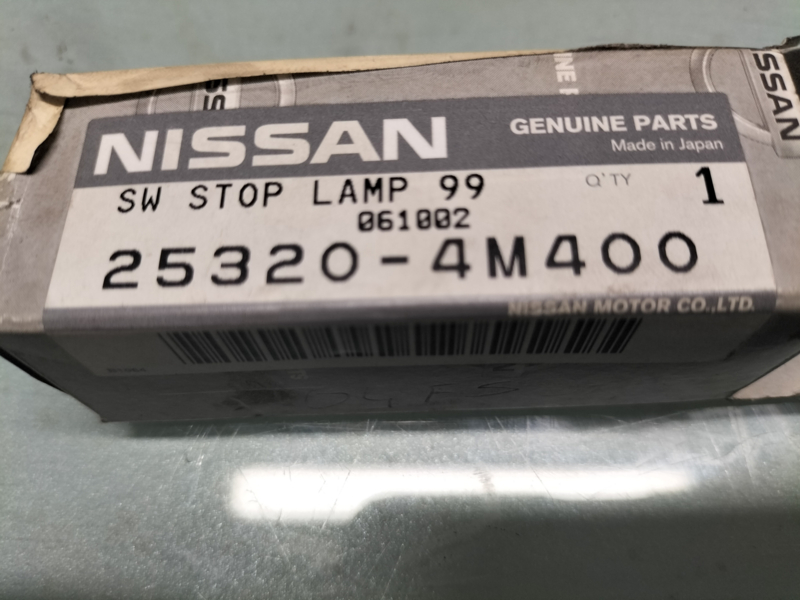 NISSAN
GENUINE PARTS
Made in Japan
SW STOP LAMP 99
Q'TY 1
061002
25320-4M400
NISSAN MOTOR CO.,LTD.
SSAN